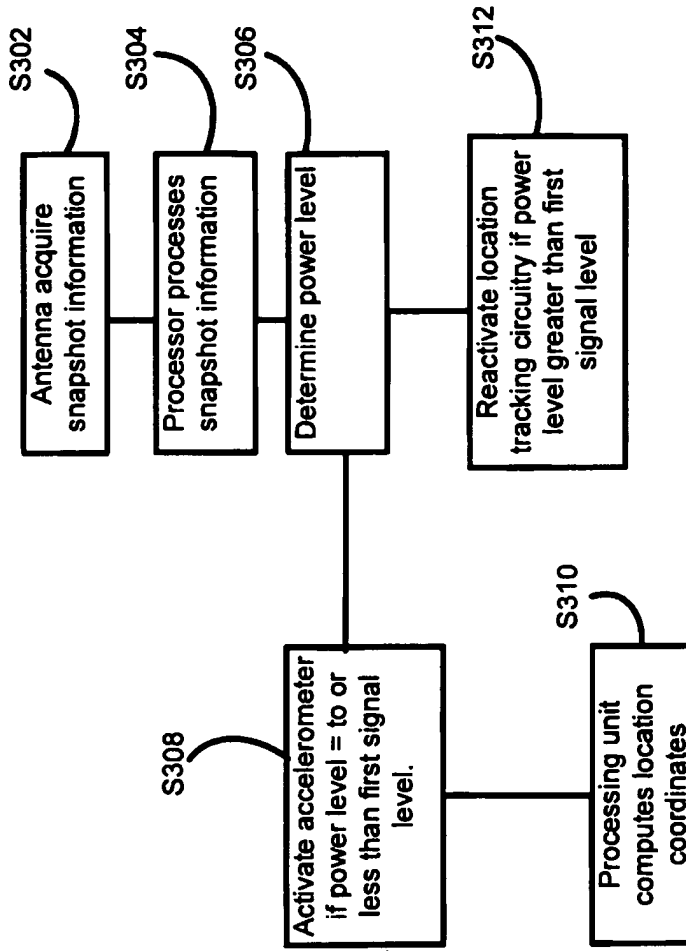 S302
Antenna acquire
snapshot information
S304
Processor processes
snapshot information
S306
Determine power level
S308
Activate accelerometer
if power level = to or
less than first signal
level.
S312
Reactivate location
tracking circuitry if power
level greater than first
signal level
S310
Processing unit
computes location
coordinates